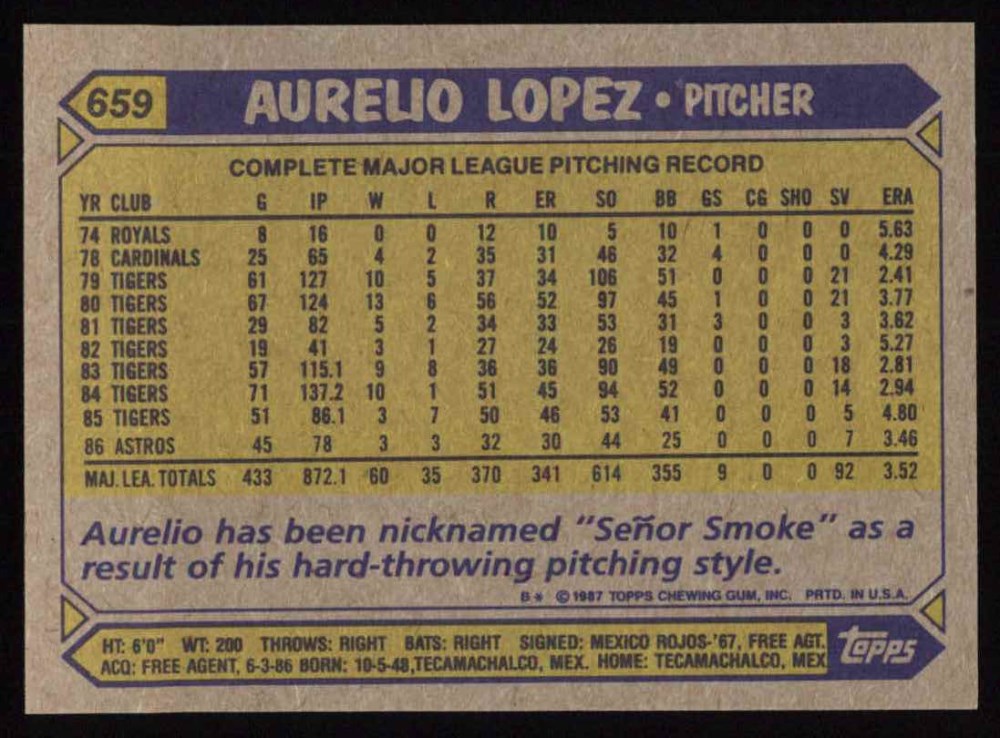 659 AURELIO LOPEZ • PITCHER
COMPLETE MAJOR LEAGUE PITCHING RECORD
YR CLUB G IP W L R ER SO BB GS CG SHO SV ERA
74 ROYALS 8 16 0 0 12 10 5 10 1 0 0 0 5.63
78 CARDINALS 25 65 4 2 35 31 46 32 4 0 0 0 4.29
79 TIGERS 61 127 10 5 37 34 106 51 0 0 0 21 2.41
80 TIGERS 67 124 13 6 56 52 97 45 1 0 0 21 3.77
81 TIGERS 29 82 5 2 34 33 53 31 3 0 0 3 3.62
82 TIGERS 19 41 3 1 27 24 26 19 0 0 0 3 5.27
83 TIGERS 57 115.1 9 8 36 36 90 49 0 0 0 18 2.81
84 TIGERS 71 137.2 10 1 51 45 94 52 0 0 0 14 2.94
85 TIGERS 51 86.1 3 7 50 46 53 41 0 0 0 5 4.80
86 ASTROS 45 78 3 3 32 30 44 25 0 0 0 7 3.46
MAJ. LEA. TOTALS 433 872.1 60 35 370 341 614 355 9 0 0 92 3.52
Aurelio has been nicknamed "Señor Smoke" as a
result of his hard-throwing pitching style.
B* © 1987 TOPPS CHEWING GUM, INC. PRTD. IN U.S.A.
HT: 6'0" WT: 200 THROWS: RIGHT BATS: RIGHT SIGNED: MEXICO ROJOS-'67, FREE AGT.
ACQ: FREE AGENT, 6-3-86 BORN: 10-5-48, TECAMACHALCO, MEX. HOME: TECAMACHALCO, MEX
topps